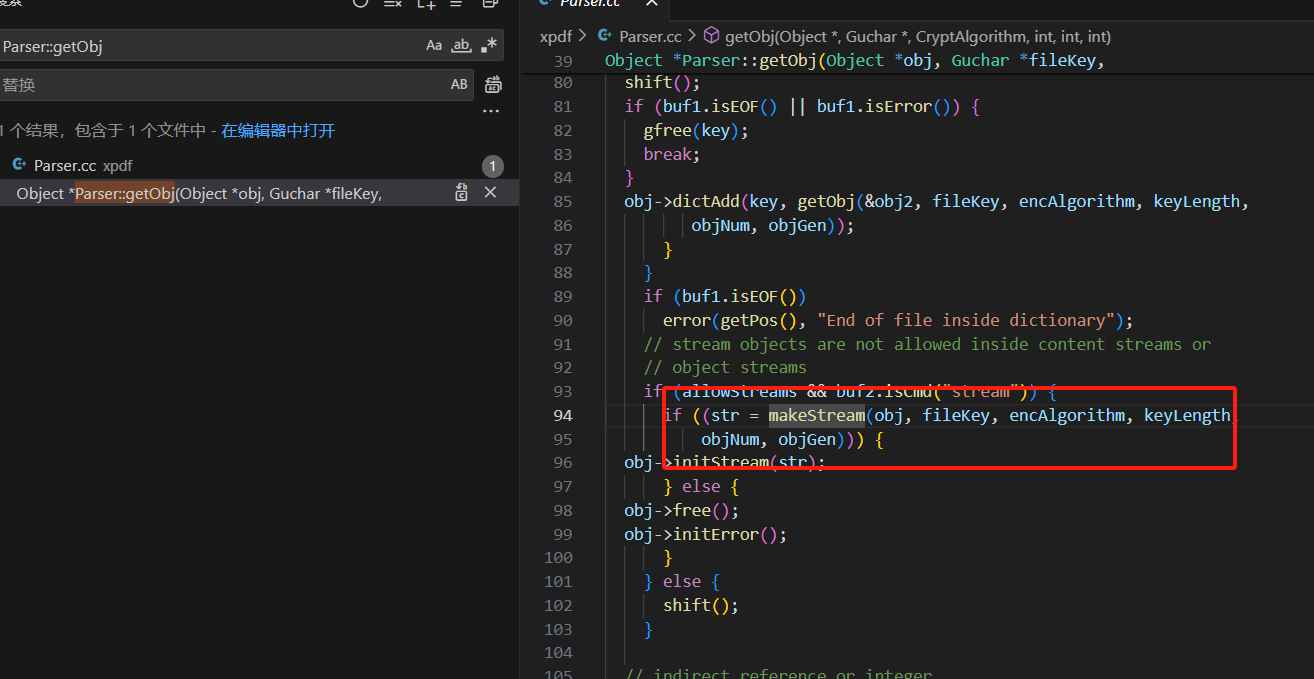 Parser::getObj
Aa ab, .*
替换
AB
...
1 个结果，包含于 1 个文件中 - 在编辑器中打开
Parser.cc xpdf
1
Object *Parser::getObj(Object *obj, Guchar *fileKey,
Parser.cc
xpdf > Parser.cc > getObj(Object *, Guchar *, CryptAlgorithm, int, int, int)
39 Object *Parser::getObj(Object *obj, Guchar *fileKey,
80 shift();
81 if (buf1.isEOF() || buf1.isError()) {
82 gfree(key);
83 break;
84 }
85 obj->dictAdd(key, getObj(&obj2, fileKey, encAlgorithm, keyLength,
86 objNum, objGen));
87 }
88 }
89 if (buf1.isEOF())
90 error(getPos(), "End of file inside dictionary");
91 // stream objects are not allowed inside content streams or
92 // object streams
93 if (allowStreams && buf2.isCmd("stream")) {
94 if ((str = makeStream(obj, fileKey, encAlgorithm, keyLength,
95 objNum, objGen))) {
96 obj->initStream(str);
97 } else {
98 obj->free();
99 obj->initError();
100 }
101 } else {
102 shift();
103 }
104
105 // indirect reference or integer